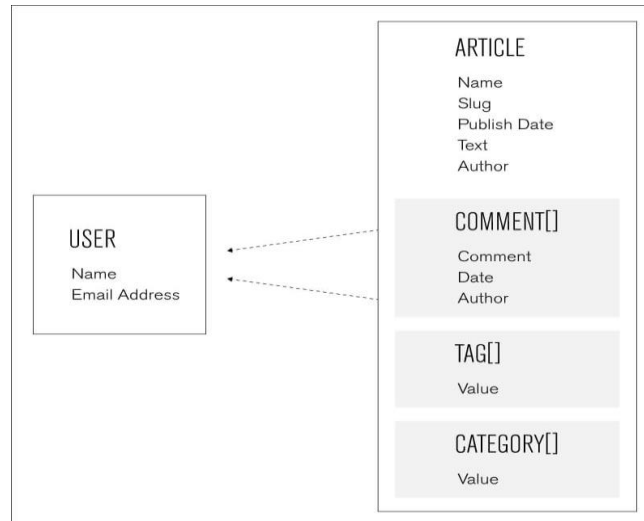 ARTICLE
Name
Slug
Publish Date
Text
Author
USER
Name
Email Address
COMMENT[]
Comment
Date
Author
TAG[]
Value
CATEGORY[]
Value